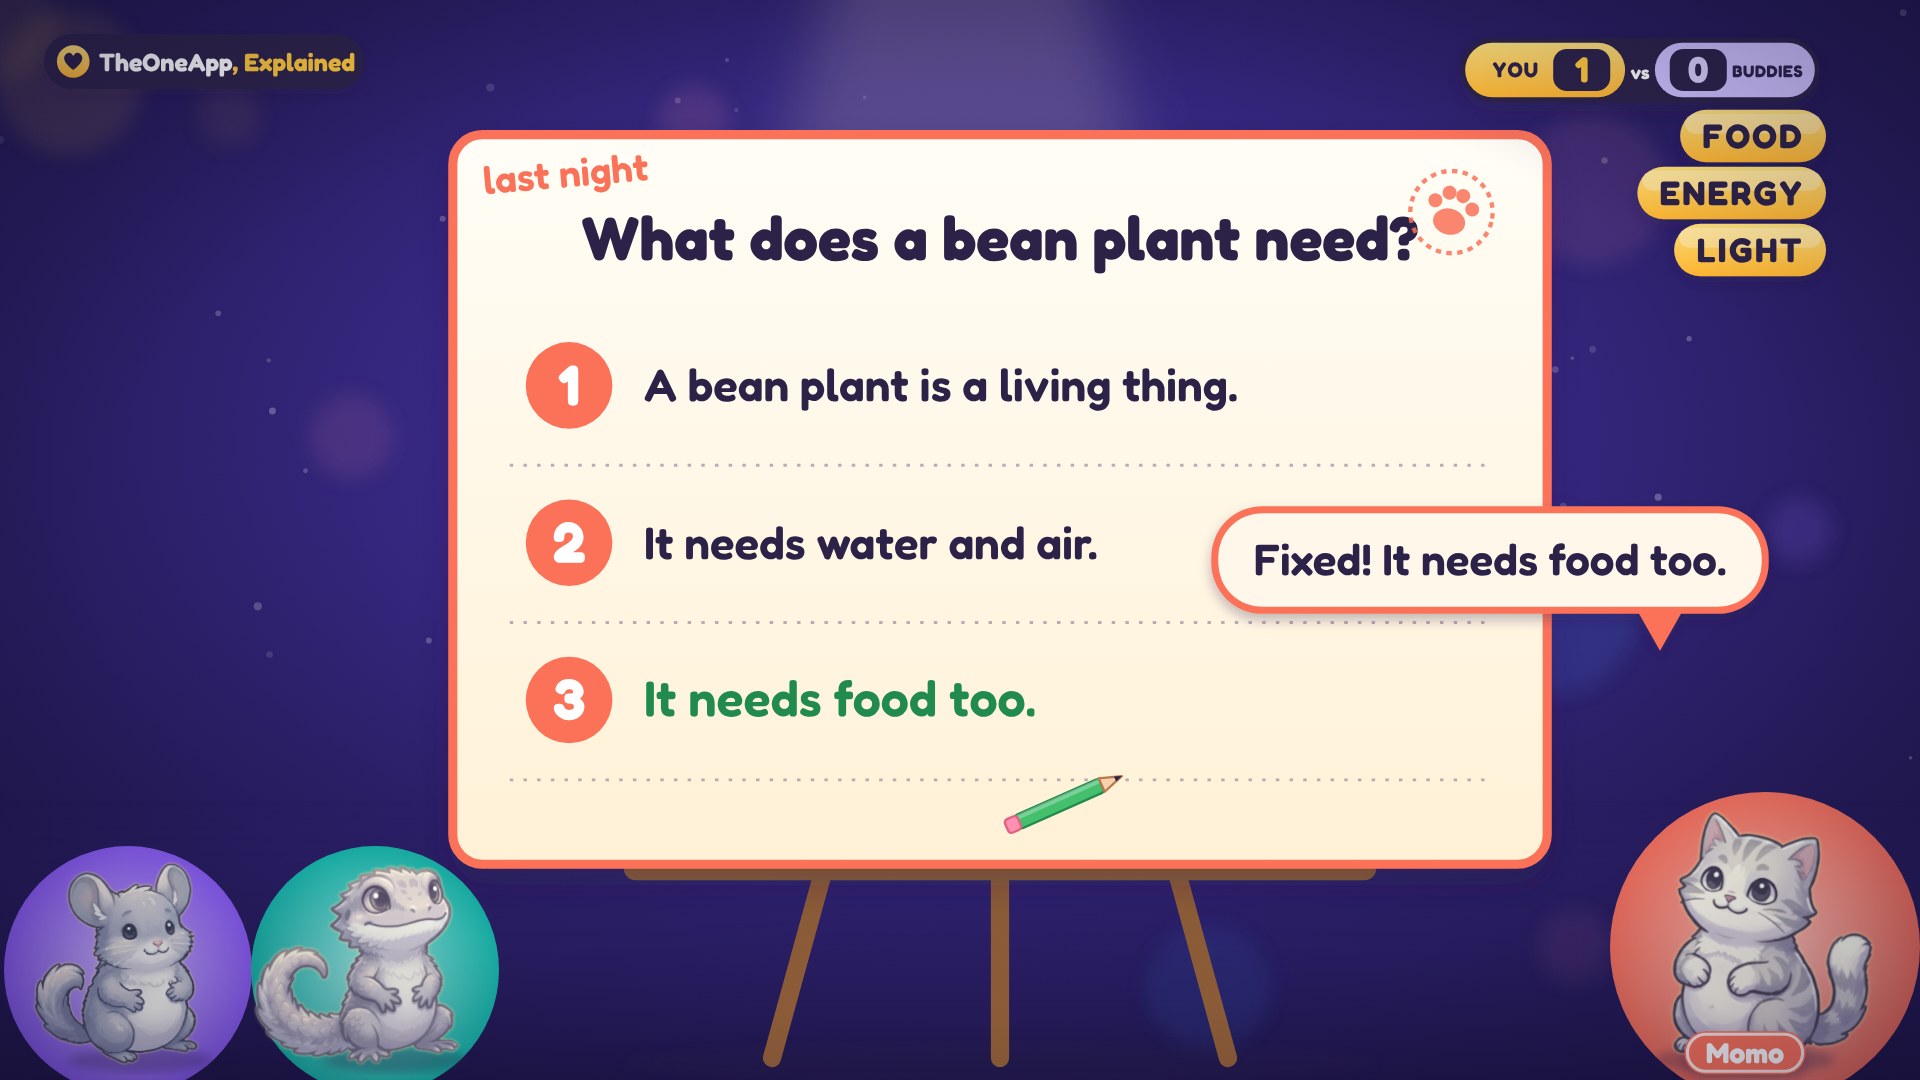 TheOneApp, Explained
YOU 1 vs 0 BUDDIES
FOOD
ENERGY
LIGHT
last night
What does a bean plant need?
1 A bean plant is a living thing.
2 It needs water and air.
Fixed! It needs food too.
3 It needs food too.
Momo